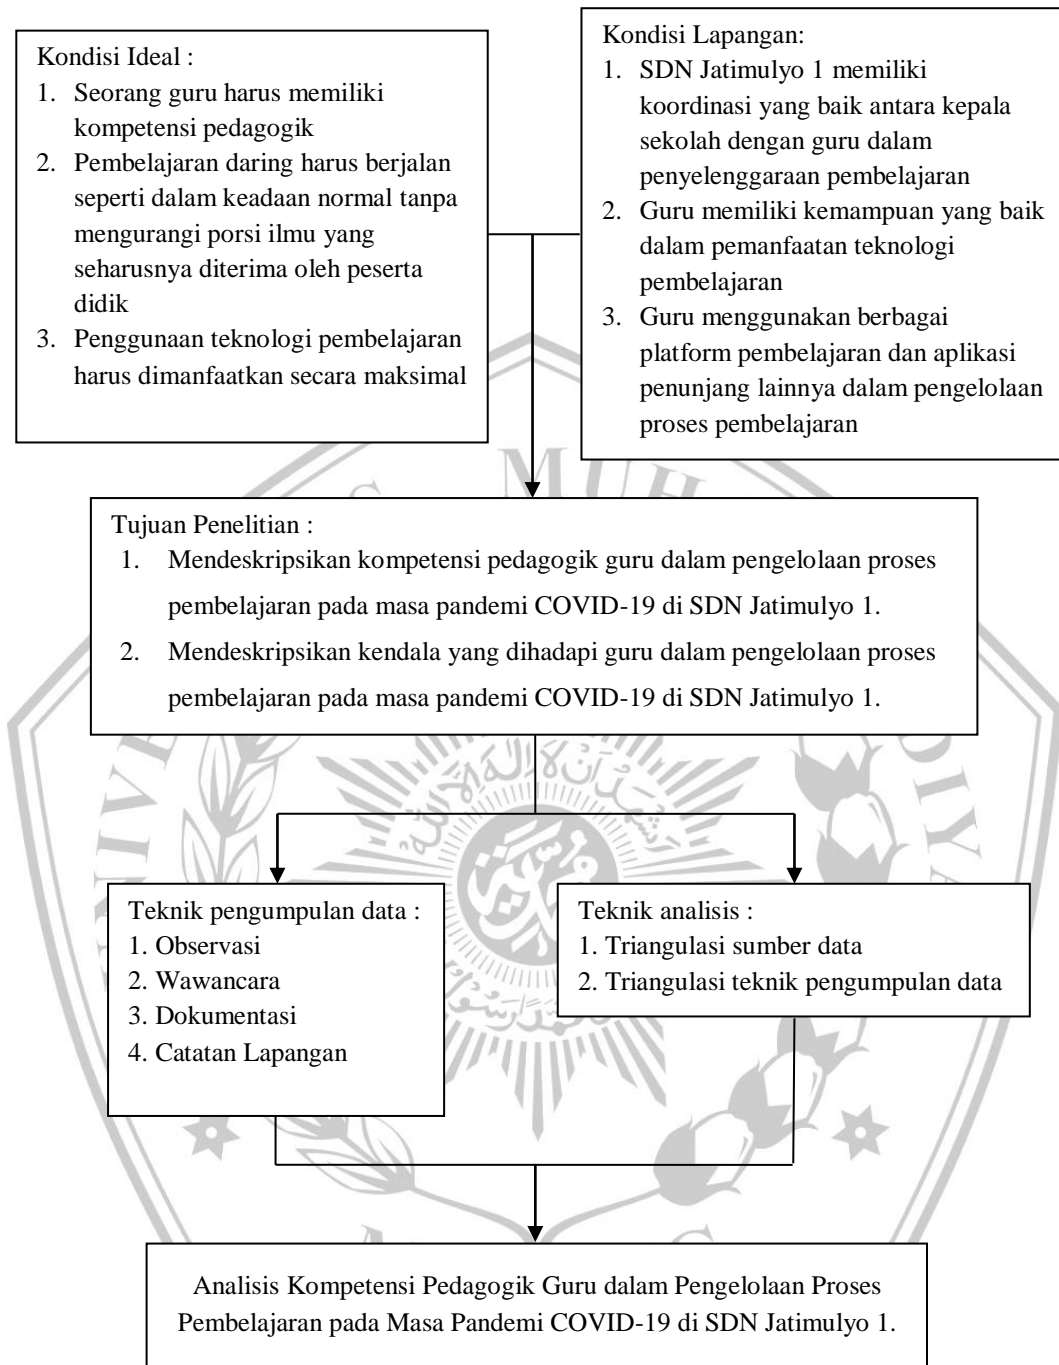 Kondisi Ideal :
1. Seorang guru harus memiliki
kompetensi pedagogik
2. Pembelajaran daring harus berjalan
seperti dalam keadaan normal tanpa
mengurangi porsi ilmu yang
seharusnya diterima oleh peserta
didik
3. Penggunaan teknologi pembelajaran
harus dimanfaatkan secara maksimal
Kondisi Lapangan:
1. SDN Jatimulyo 1 memiliki
koordinasi yang baik antara kepala
sekolah dengan guru dalam
penyelenggaraan pembelajaran
2. Guru memiliki kemampuan yang baik
dalam pemanfaatan teknologi
pembelajaran
3. Guru menggunakan berbagai
platform pembelajaran dan aplikasi
penunjang lainnya dalam pengelolaan
proses pembelajaran
Tujuan Penelitian :
1. Mendeskripsikan kompetensi pedagogik guru dalam pengelolaan proses
pembelajaran pada masa pandemi COVID-19 di SDN Jatimulyo 1.
2. Mendeskripsikan kendala yang dihadapi guru dalam pengelolaan proses
pembelajaran pada masa pandemi COVID-19 di SDN Jatimulyo 1.
Teknik pengumpulan data :
1. Observasi
2. Wawancara
3. Dokumentasi
4. Catatan Lapangan
Teknik analisis :
1. Triangulasi sumber data
2. Triangulasi teknik pengumpulan data
Analisis Kompetensi Pedagogik Guru dalam Pengelolaan Proses
Pembelajaran pada Masa Pandemi COVID-19 di SDN Jatimulyo 1.